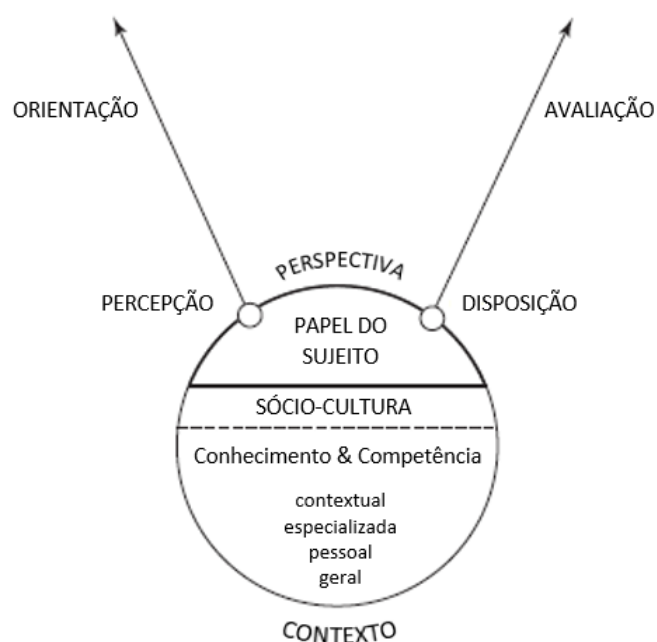 ORIENTAÇÃO
AVALIAÇÃO
PERSPECTIVA
PERCEPÇÃO
DISPOSIÇÃO
PAPEL DO
SUJEITO
SÓCIO-CULTURA
Conhecimento & Competência
contextual
especializada
pessoal
geral
CONTEXTO